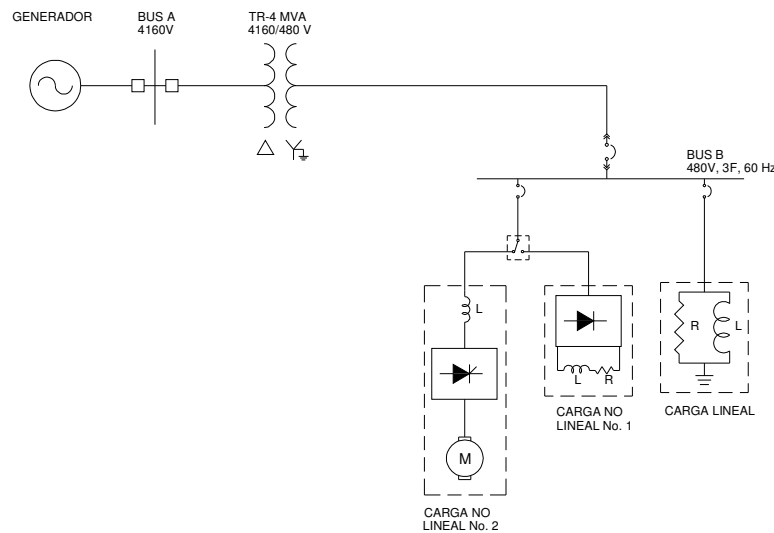 GENERADOR
BUS A
4160V
TR-4 MVA
4160/480 V
BUS B
480V, 3F, 60 Hz
L
M
CARGA NO
LINEAL No. 2
L
R
CARGA NO
LINEAL No. 1
R
L
CARGA LINEAL